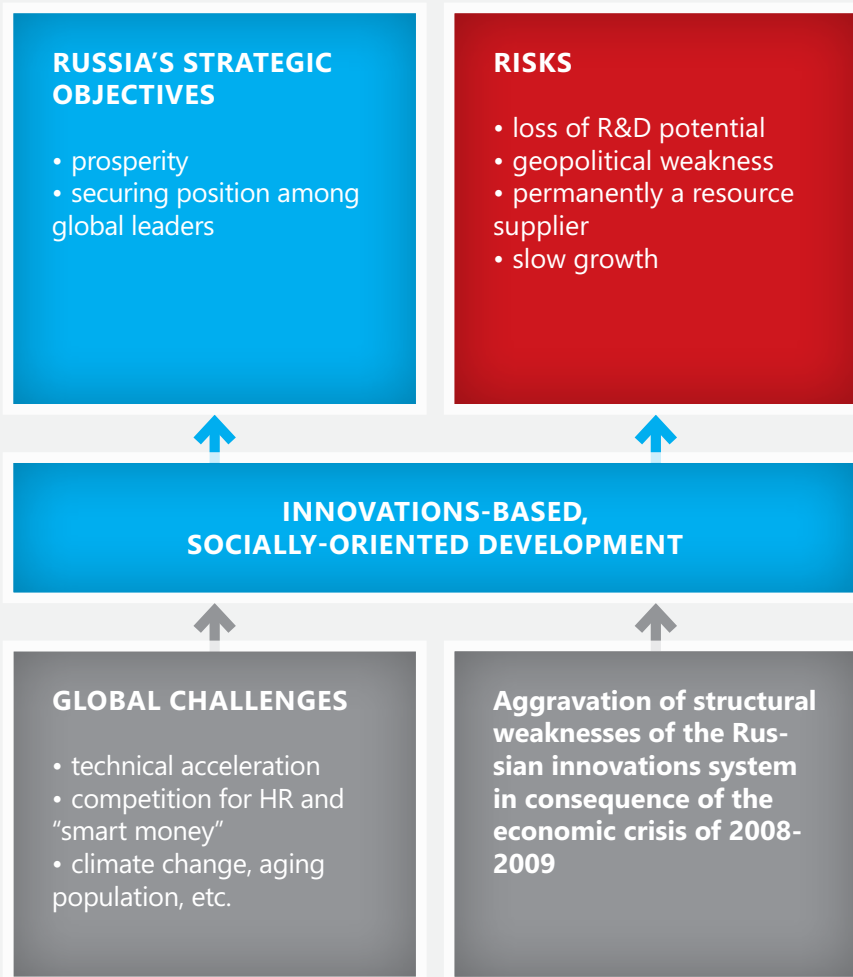 RUSSIA’S STRATEGIC
OBJECTIVES
• prosperity
• securing position among
global leaders
RISKS
• loss of R&D potential
• geopolitical weakness
• permanently a resource
supplier
• slow growth
INNOVATIONS-BASED,
SOCIALLY-ORIENTED DEVELOPMENT
GLOBAL CHALLENGES
• technical acceleration
• competition for HR and
“smart money”
• climate change, aging
population, etc.
Aggravation of structural
weaknesses of the Rus-
sian innovations system
in consequence of the
economic crisis of 2008-
2009